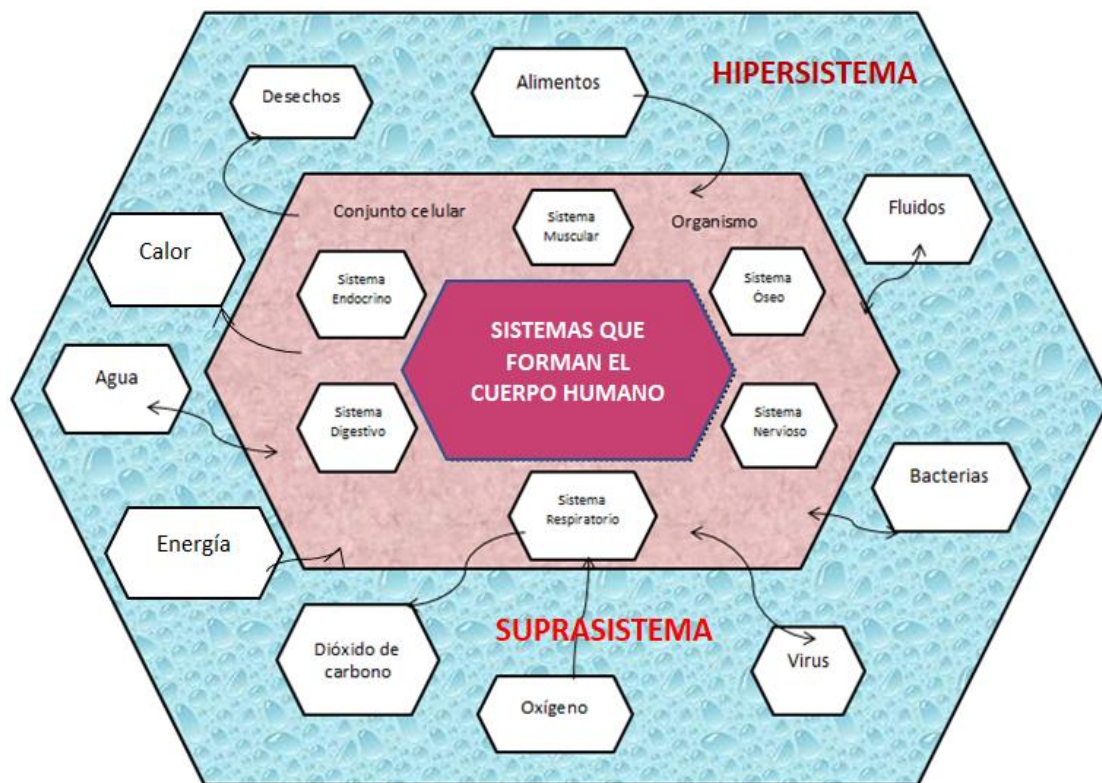 HIPERSISTEMA
Desechos
Alimentos
Conjunto celular
Sistema
Muscular
Organismo
Fluidos
Calor
Sistema
Endocrino
Sistema
Óseo
SISTEMAS QUE
FORMAN EL
CUERPO HUMANO
Agua
Sistema
Digestivo
Sistema
Nervioso
Bacterias
Sistema
Respiratorio
Energía
SUPRASISTEMA
Dióxido de
carbono
Oxígeno
Virus